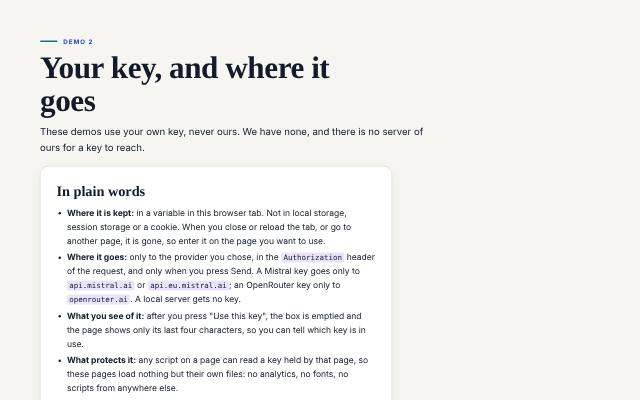 DEMO 2
Your key, and where it
goes
These demos use your own key, never ours. We have none, and there is no server of
ours for a key to reach.
In plain words
• Where it is kept: in a variable in this browser tab. Not in local storage,
session storage or a cookie. When you close or reload the tab, or go to
another page, it is gone, so enter it on the page you want to use.
• Where it goes: only to the provider you chose, in the Authorization header
of the request, and only when you press Send. A Mistral key goes only to
api.mistral.ai or api.eu.mistral.ai; an OpenRouter key only to
openrouter.ai. A local server gets no key.
• What you see of it: after you press "Use this key", the box is emptied and
the page shows only its last four characters, so you can tell which key is in
use.
• What protects it: any script on a page can read a key held by that page, so
these pages load nothing but their own files: no analytics, no fonts, no
scripts from anywhere else.